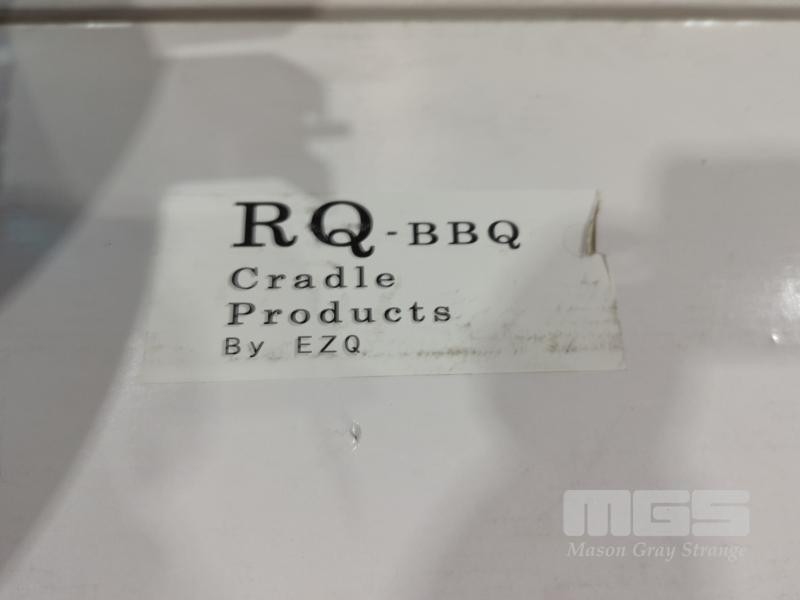 RQ-BBQ
Cradle
Products
By EZQ
MGS
Mason Gray Strange